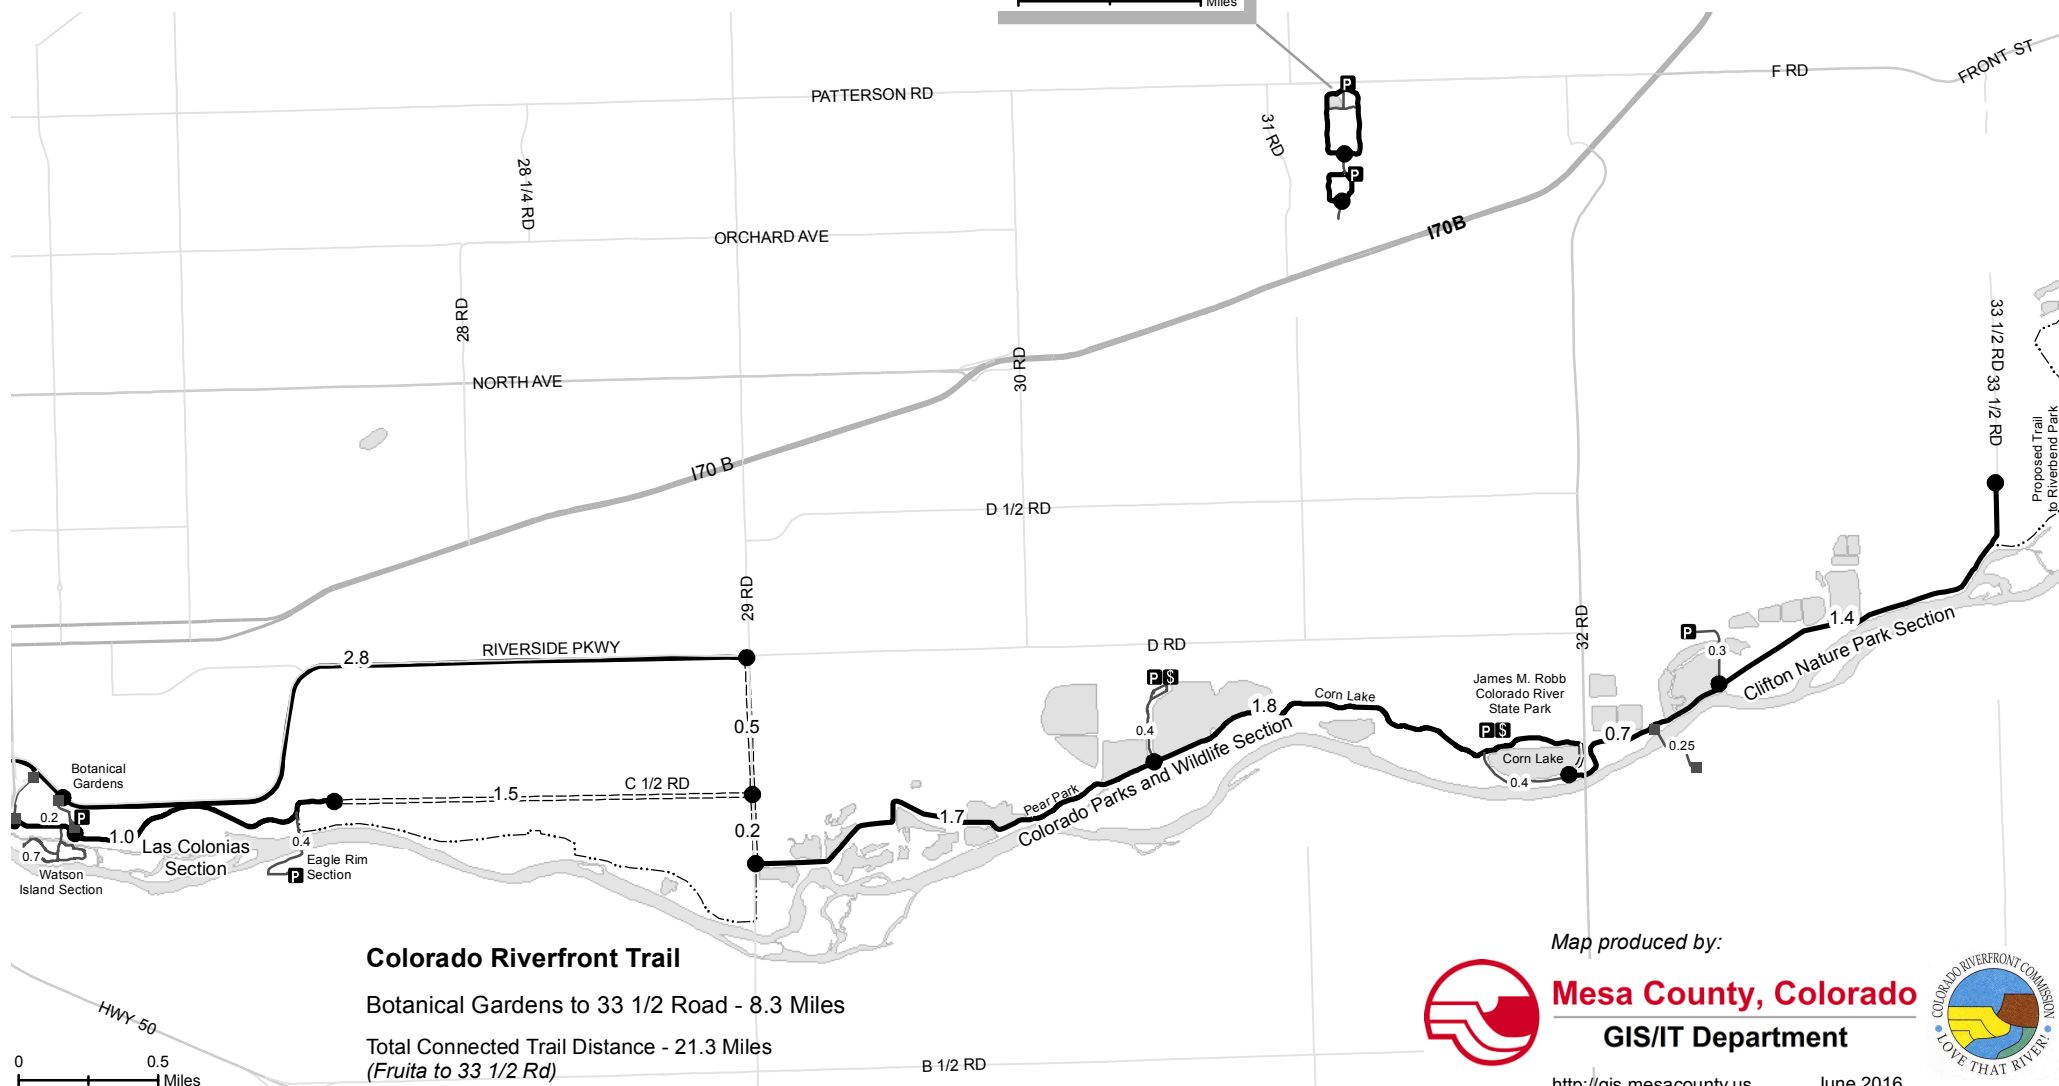 Miles
PATTERSON RD
F RD
FRONT ST
31 RD
28 1/4 RD
ORCHARD AVE
I70B
28 RD
NORTH AVE
30 RD
33 1/2 RD
33 1/2 RD
Proposed Trail
to Riverbend Park
I70 B
D 1/2 RD
29 RD
32 RD
2.8
RIVERSIDE PKWY
D RD
0.5
C 1/2 RD
1.5
0.2
Botanical
Gardens
0.2
P
1.0
0.7
Las Colonias
Section
Watson
Island Section
0.4
P
Eagle Rim
Section
1.7
Pear Park
Colorado Parks and Wildlife Section
P $
0.4
1.8
Corn Lake
James M. Robb
Colorado River
State Park
P $
Corn Lake
0.4
0.7
0.25
P
0.3
1.4
Clifton Nature Park Section
P
P
HWY 50
B 1/2 RD
Colorado Riverfront Trail
Botanical Gardens to 33 1/2 Road - 8.3 Miles
Total Connected Trail Distance - 21.3 Miles
(Fruita to 33 1/2 Rd)
0 0.5
Miles
Map produced by:
Mesa County, Colorado
GIS/IT Department
http://gis.mesacounty.us June 2016
COLORADO RIVERFRONT COMMISSION
LOVE THAT RIVER!